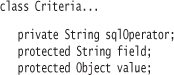 class Criteria...
private String sqlOperator;
protected String field;
protected Object value;